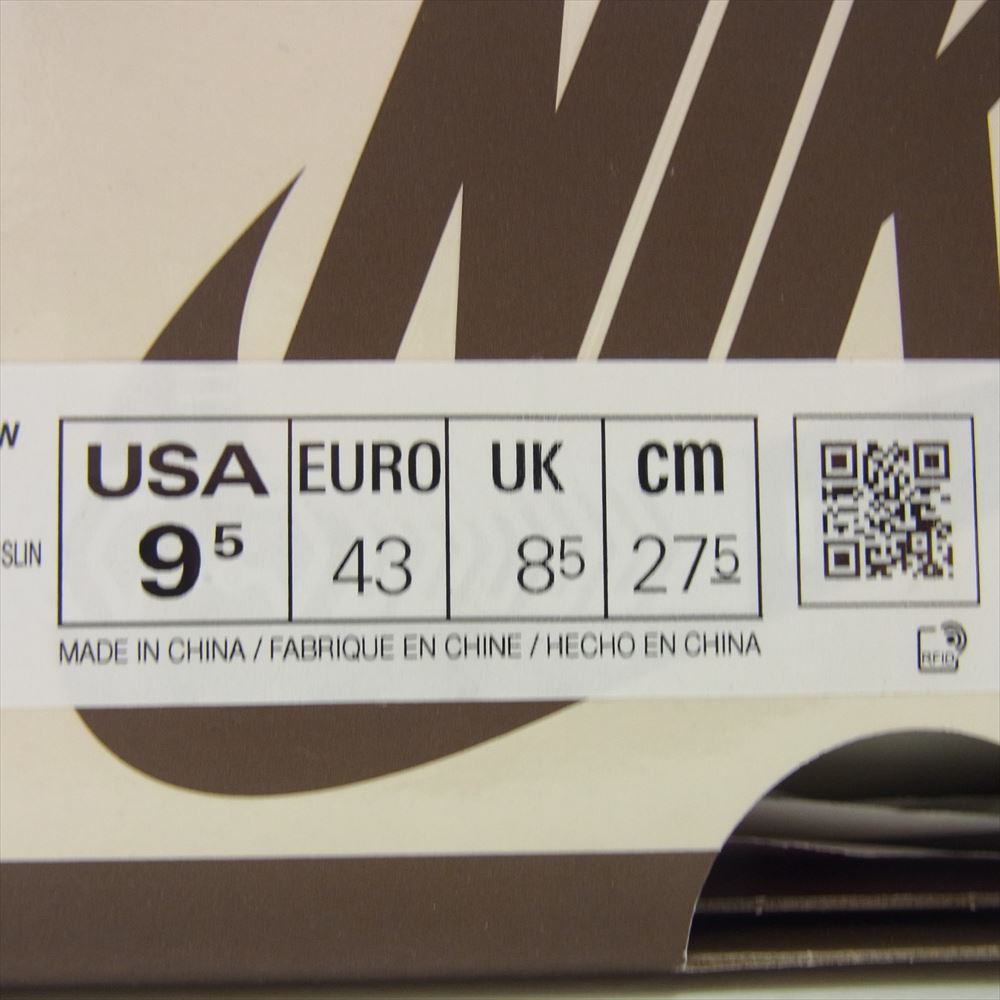 NIK
W
USA EURO UK cm
SLIN
9⁵ 43 8⁵ 27⁵
MADE IN CHINA / FABRIQUE EN CHINE / HECHO EN CHINA
RFID